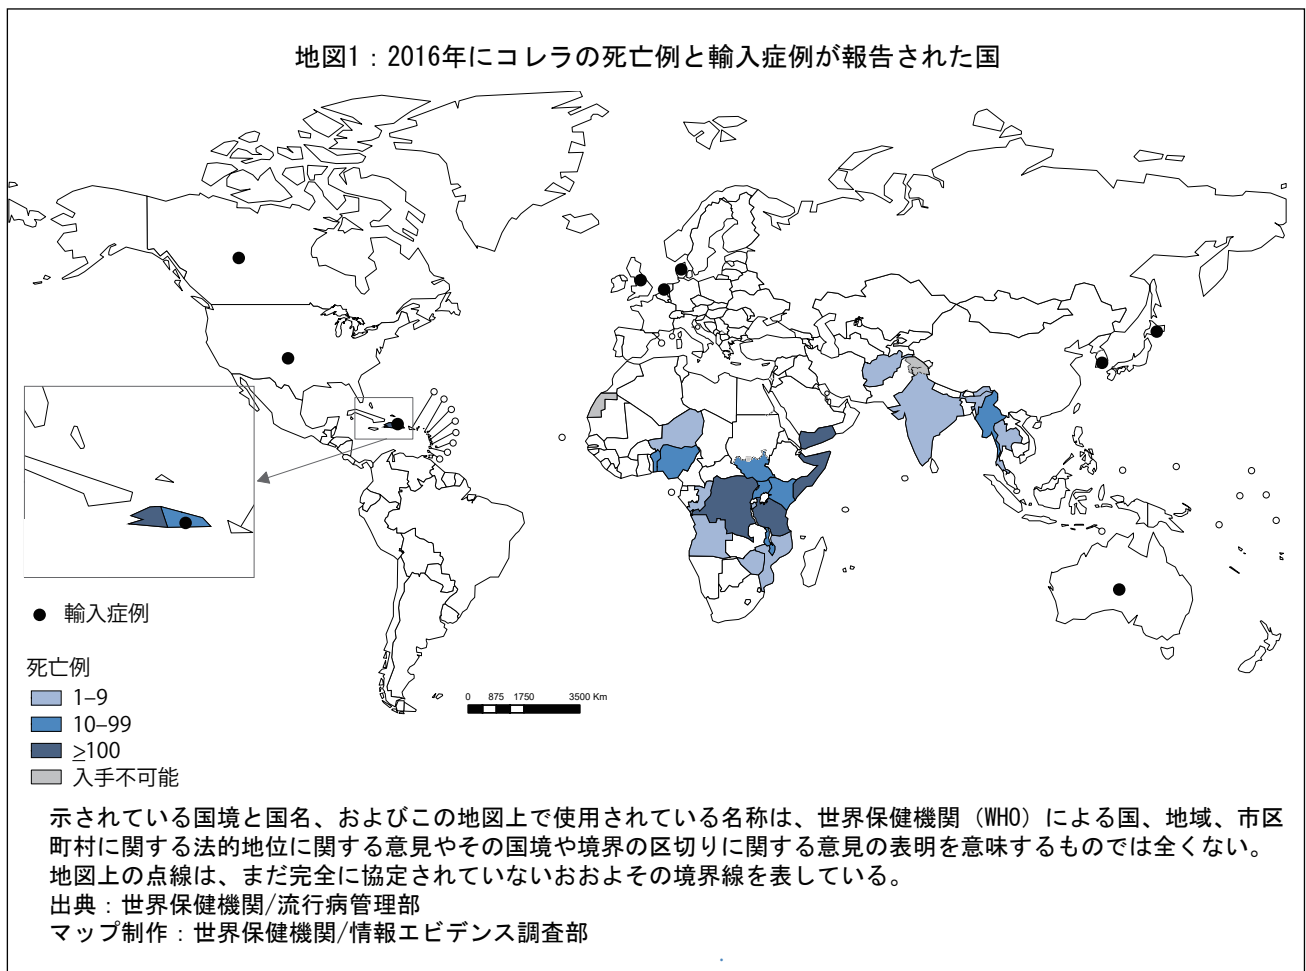 地図1：2016年にコレラの死亡例と輸入症例が報告された国
輸入症例
死亡例
1–9
10–99
≥100
入手不可能
0 875 1750 3500 Km
示されている国境と国名、およびこの地図上で使用されている名称は、世界保健機関（WHO）による国、地域、市区
町村に関する法的地位に関する意見やその国境や境界の区切りに関する意見の表明を意味するものでは全くない。
地図上の点線は、まだ完全に協定されていないおおよその境界線を表している。
出典：世界保健機関/流行病管理部
マップ制作：世界保健機関/情報エビデンス調査部